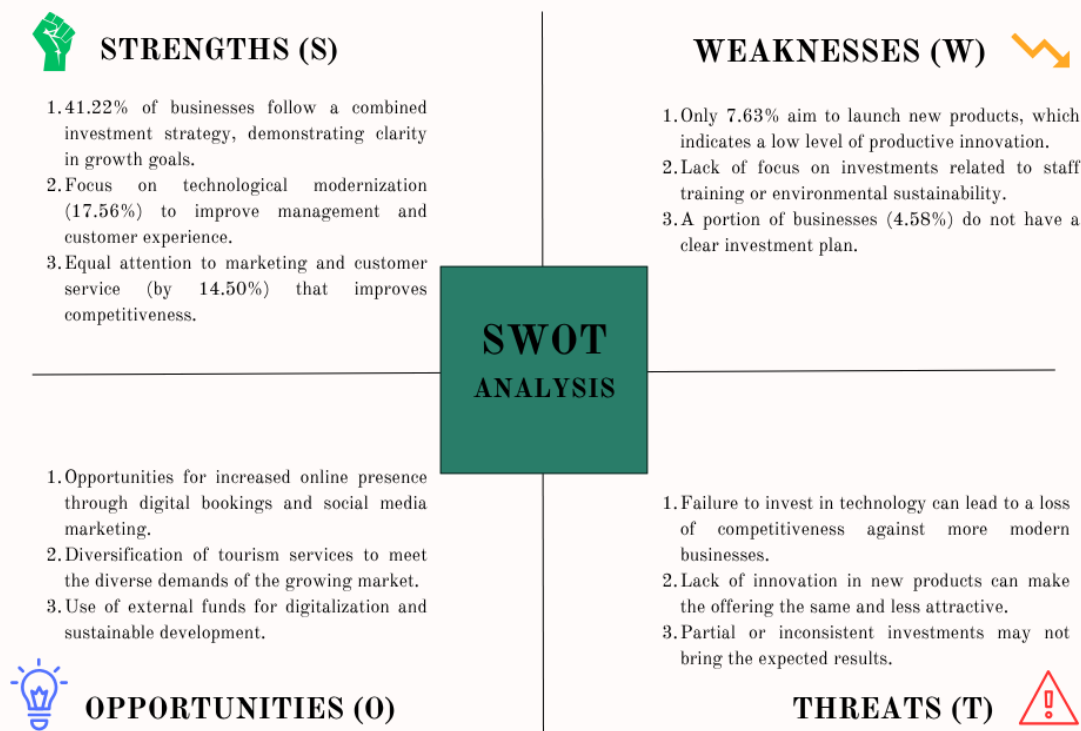 STRENGTHS (S)
1. 41.22% of businesses follow a combined
investment strategy, demonstrating clarity
in growth goals.
2. Focus on technological modernization
(17.56%) to improve management and
customer experience.
3. Equal attention to marketing and customer
service (by 14.50%) that improves
competitiveness.
WEAKNESSES (W)
1. Only 7.63% aim to launch new products, which
indicates a low level of productive innovation.
2. Lack of focus on investments related to staff
training or environmental sustainability.
3. A portion of businesses (4.58%) do not have a
clear investment plan.
SWOT
ANALYSIS
1. Opportunities for increased online presence
through digital bookings and social media
marketing.
2. Diversification of tourism services to meet
the diverse demands of the growing market.
3. Use of external funds for digitalization and
sustainable development.
OPPORTUNITIES (O)
1. Failure to invest in technology can lead to a loss
of competitiveness against more modern
businesses.
2. Lack of innovation in new products can make
the offering the same and less attractive.
3. Partial or inconsistent investments may not
bring the expected results.
THREATS (T)